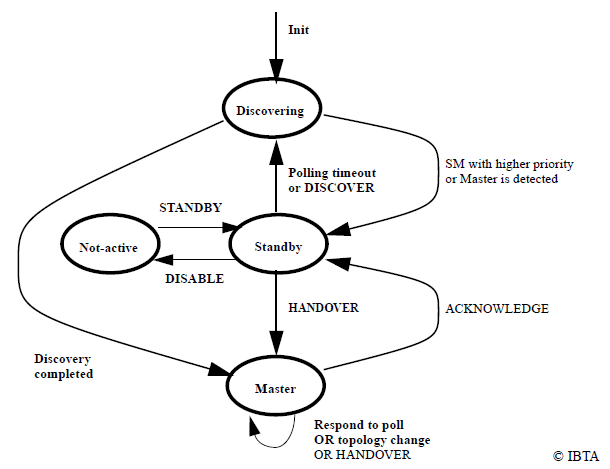 Init
Discovering
SM with higher priority
or Master is detected
Polling timeout
or DISCOVER
STANDBY
Not-active
Standby
DISABLE
HANDOVER
ACKNOWLEDGE
Discovery
completed
Master
Respond to poll
OR topology change
OR HANDOVER
© IBTA